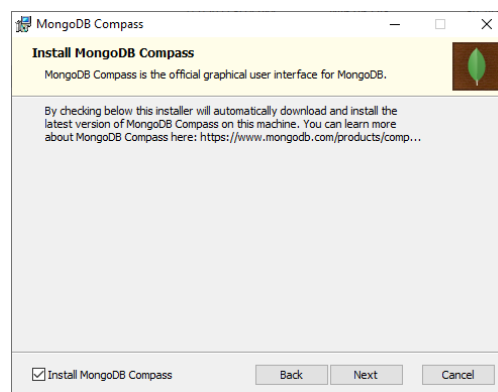 MongoDB Compass
Install MongoDB Compass
MongoDB Compass is the official graphical user interface for MongoDB.
By checking below this installer will automatically download and install the
latest version of MongoDB Compass on this machine. You can learn more
about MongoDB Compass here: https://www.mongodb.com/products/comp...
Install MongoDB Compass
Back
Next
Cancel